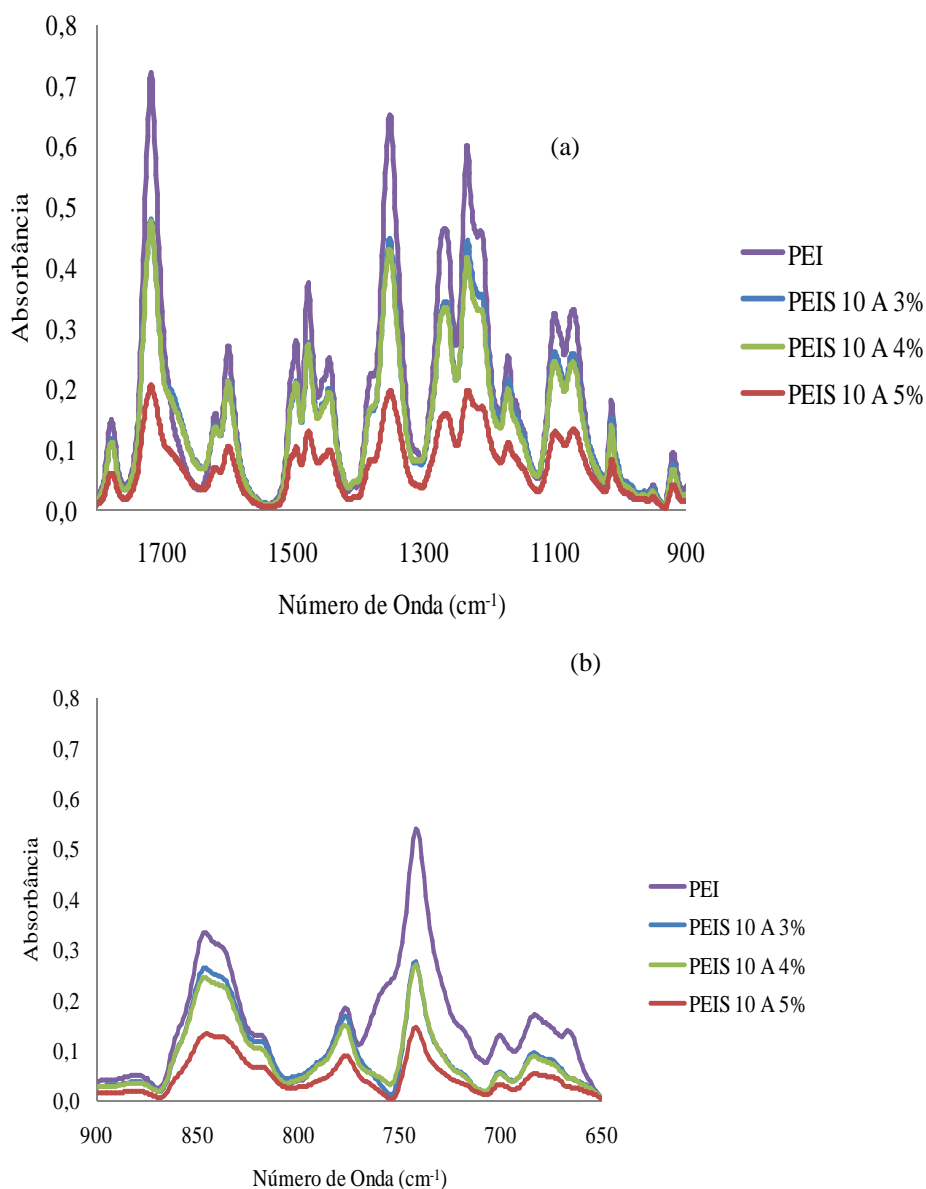 0,8
0,7
0,6
0,5
0,4
0,3
0,2
0,1
0,0
Absorbância
(a)
PEI
PEIS 10 A 3%
PEIS 10 A 4%
PEIS 10 A 5%
1700 1500 1300 1100 900
Número de Onda (cm-1)
(b)
0,8
0,7
0,6
0,5
0,4
0,3
0,2
0,1
0,0
Absorbância
PEI
PEIS 10 A 3%
PEIS 10 A 4%
PEIS 10 A 5%
900 850 800 750 700 650
Número de Onda (cm-1)